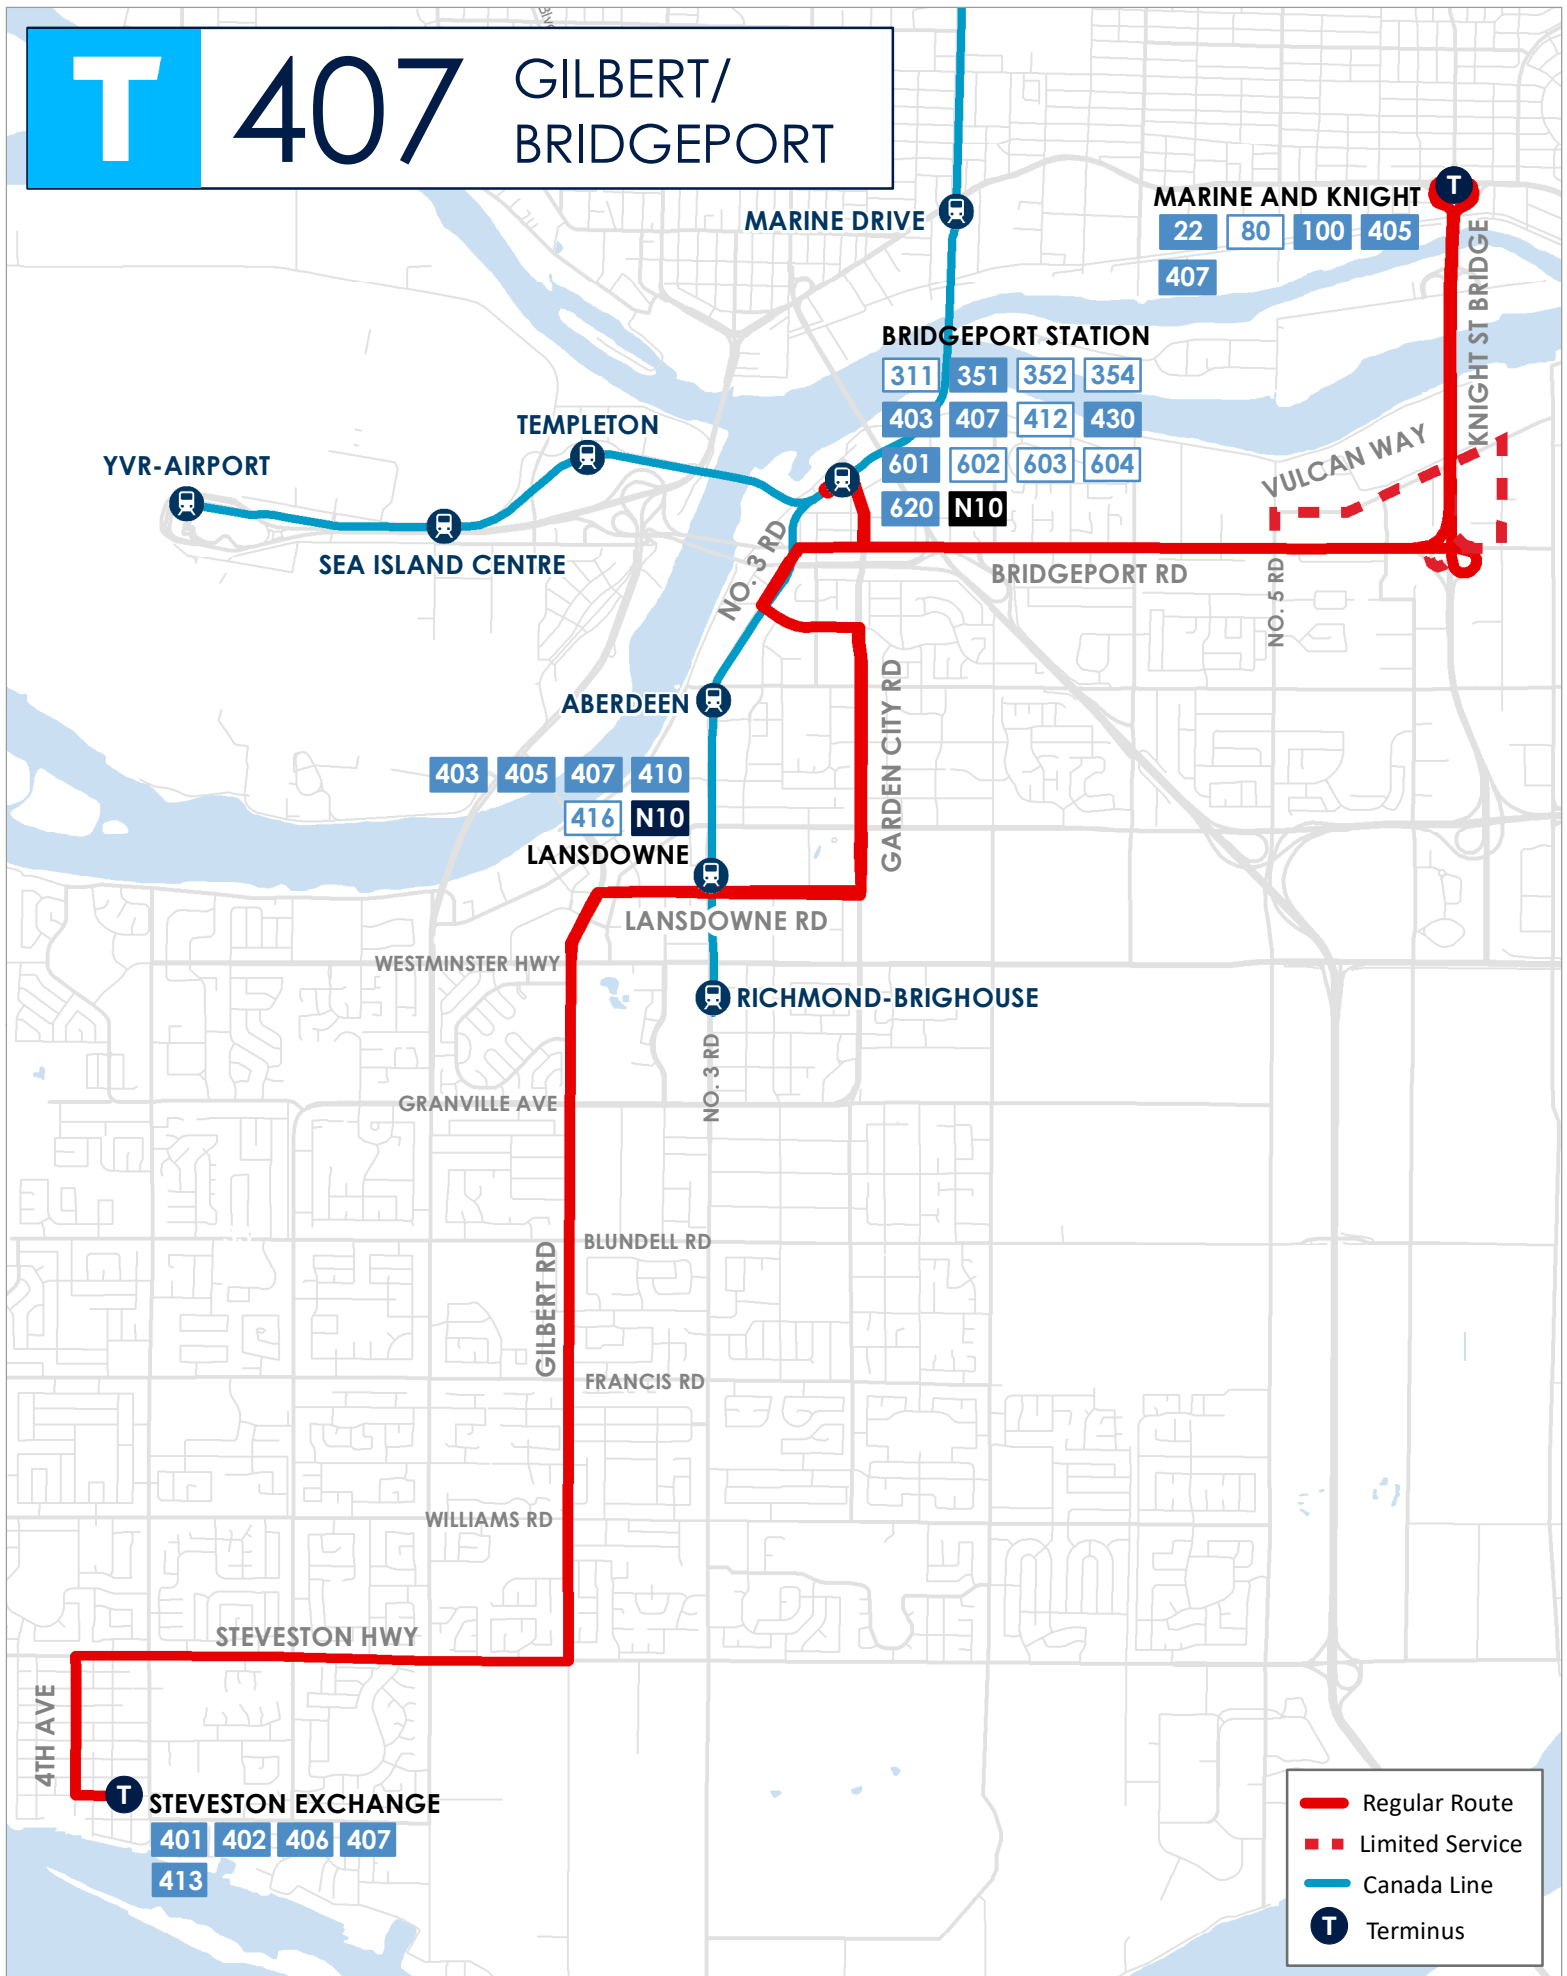 T 407 GILBERT/
BRIDGEPORT
MARINE DRIVE
MARINE AND KNIGHT
T
22 80 100 405
407
KNIGHT ST BRIDGE
BRIDGEPORT STATION
311 351 352 354
403 407 412 430
601 602 603 604
620 N10
TEMPLETON
YVR-AIRPORT
SEA ISLAND CENTRE
VULCAN WAY
NO. 3 RD
BRIDGEPORT RD
NO. 5 RD
ABERDEEN
GARDEN CITY RD
403 405 407 410
416 N10
LANSDOWNE
LANSDOWNE RD
WESTMINSTER HWY
RICHMOND-BRIGHOUSE
NO. 3 RD
GRANVILLE AVE
BLUNDELL RD
GILBERT RD
FRANCIS RD
WILLIAMS RD
STEVESTON HWY
4TH AVE
T
STEVESTON EXCHANGE
401 402 406 407
413
Regular Route
Limited Service
Canada Line
T Terminus